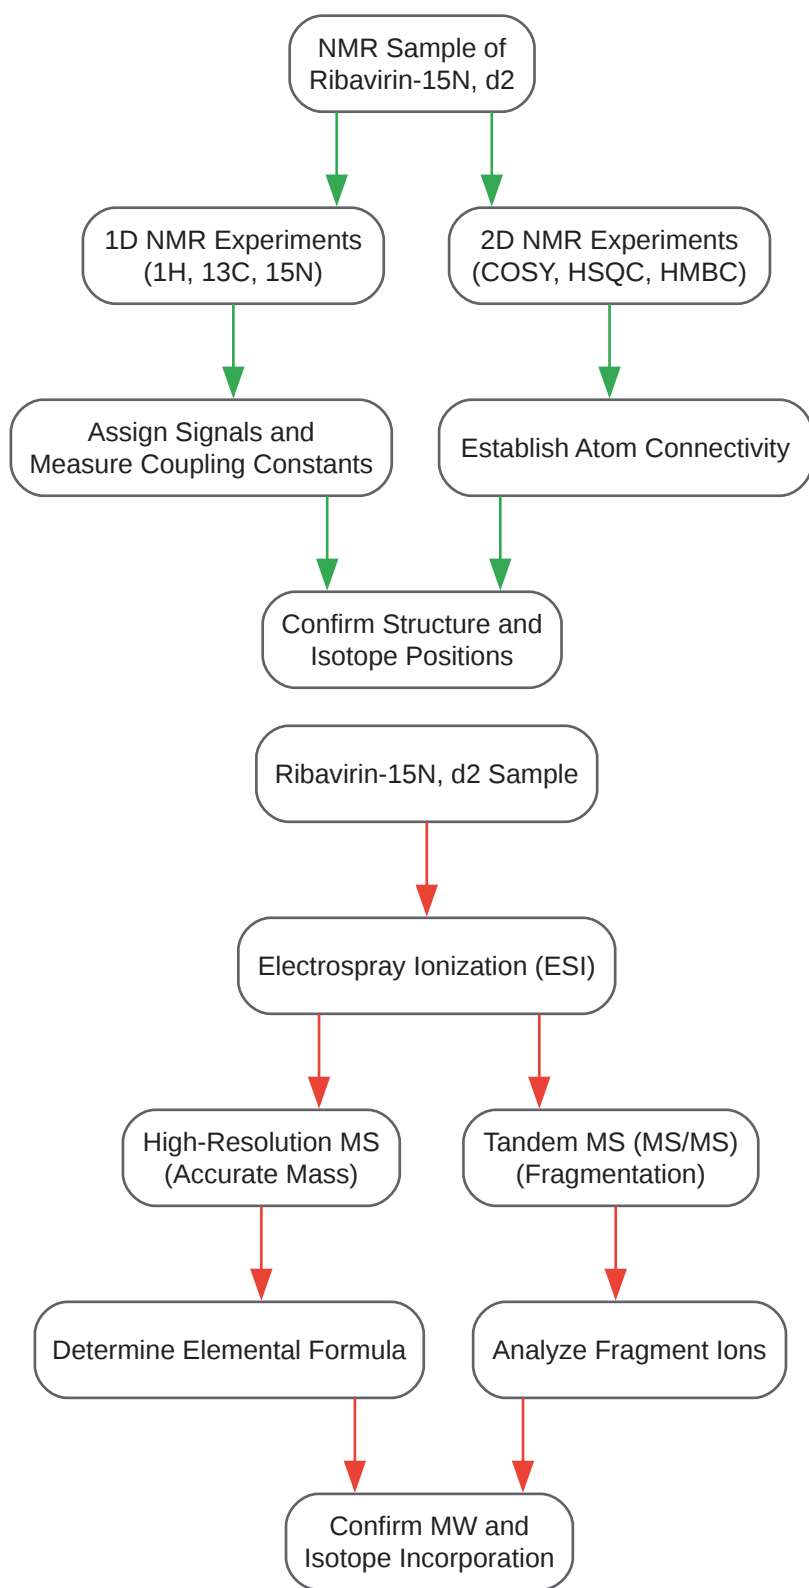 NMR Sample of
Ribavirin-15N, d2
1D NMR Experiments
(1H, 13C, 15N)
2D NMR Experiments
(COSY, HSQC, HMBC)
Assign Signals and
Measure Coupling Constants
Establish Atom Connectivity
Confirm Structure and
Isotope Positions
Ribavirin-15N, d2 Sample
Electrospray Ionization (ESI)
High-Resolution MS
(Accurate Mass)
Tandem MS (MS/MS)
(Fragmentation)
Determine Elemental Formula
Analyze Fragment Ions
Confirm MW and
Isotope Incorporation